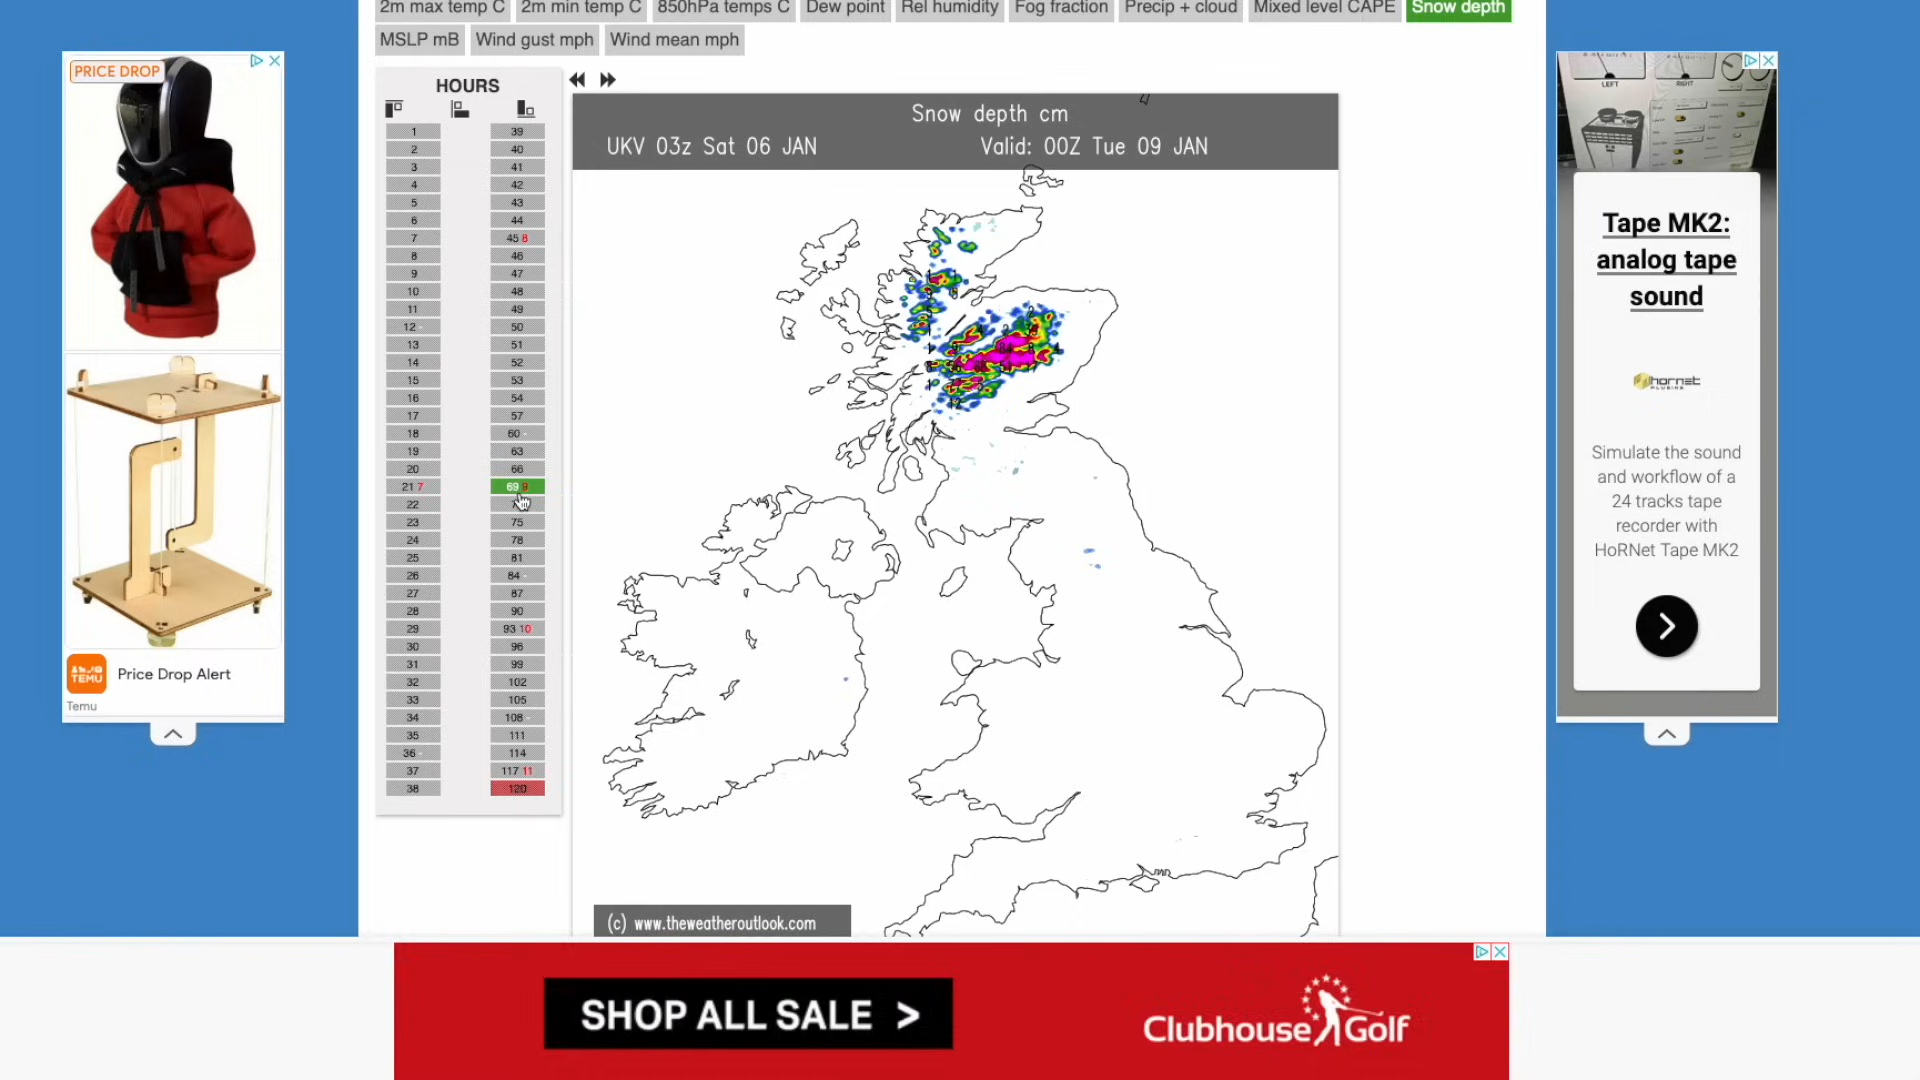 2m max temp C 2m min temp C 850hPa temps C Dew point Rel humidity Fog fraction Precip + cloud Mixed level CAPE Snow depth
MSLP mB Wind gust mph Wind mean mph
PRICE DROP
HOURS
1 39
2 40
3 41
4 42
5 43
6 44
7 45 8
8 46
9 47
10 48
11 49
12 - 50
13 51
14 52
15 53
16 54
17 57
18 60 -
19 63
20 66
21 7 69 9
22
23 75
24 78
25 81
26 84 -
27 87
28 90
29 93 10
30 96
31 99
32 102
33 105
34 108 -
35 111
36 - 114
37 117 11
38 120
Snow depth cm
UKV 03z Sat 06 JAN Valid: 00Z Tue 09 JAN
(c) www.theweatheroutlook.com
TEMU
Price Drop Alert
Temu
LEFT RIGHT
Tape MK2:
analog tape
sound
hornet
PLUGINS
Simulate the sound
and workflow of a
24 tracks tape
recorder with
HoRNet Tape MK2
SHOP ALL SALE >
Clubhouse Golf